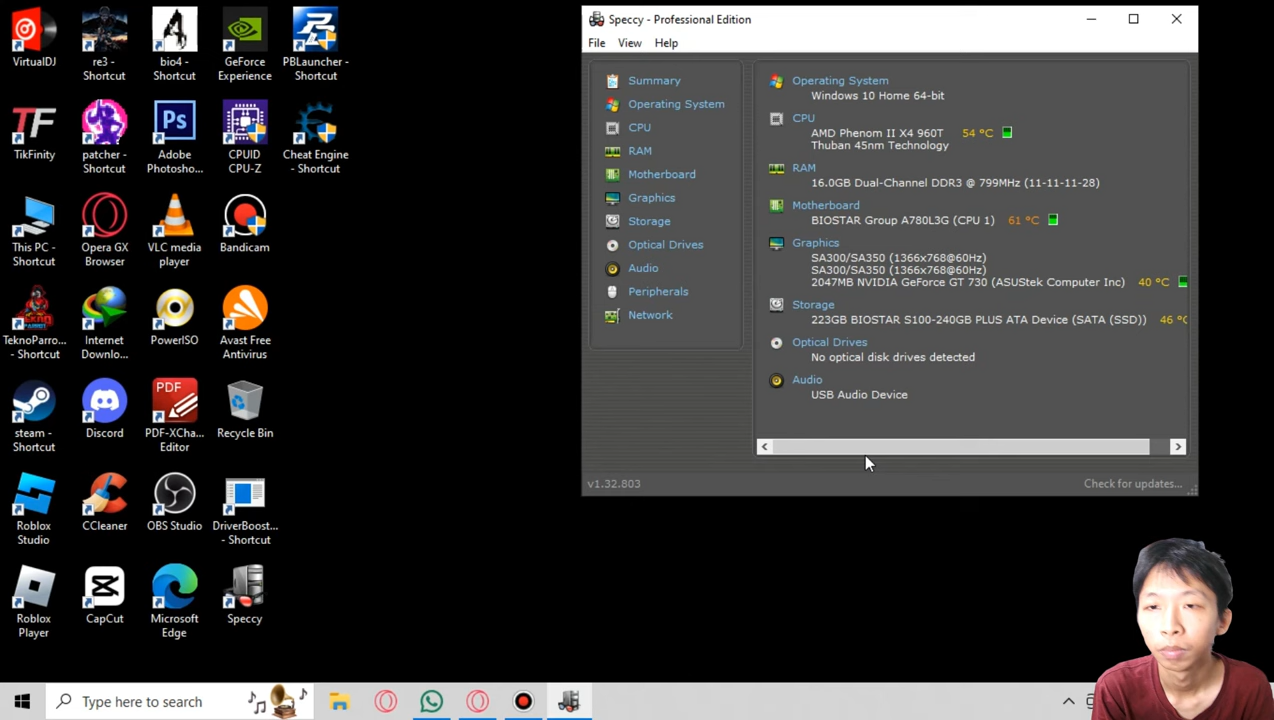 VirtualDJ
re3 -
Shortcut
bio4 -
Shortcut
GeForce
Experience
PBLauncher -
Shortcut
TikFinity
patcher -
Shortcut
Ps
Adobe
Photosho...
CPUID
CPU-Z
Cheat Engine
- Shortcut
This PC -
Shortcut
Opera GX
Browser
VLC media
player
Bandicam
TeknoParro...
- Shortcut
Internet
Downlo...
PowerISO
Avast Free
Antivirus
steam -
Shortcut
Discord
PDF
PDF-XCha...
Editor
Recycle Bin
Roblox
Studio
CCleaner
OBS Studio
DriverBoost...
- Shortcut
Roblox
Player
CapCut
Microsoft
Edge
Speccy
Speccy - Professional Edition
File View Help
Summary
Operating System
CPU
RAM
Motherboard
Graphics
Storage
Optical Drives
Audio
Peripherals
Network
Operating System
Windows 10 Home 64-bit
CPU
AMD Phenom II X4 960T 54 °C
Thuban 45nm Technology
RAM
16.0GB Dual-Channel DDR3 @ 799MHz (11-11-11-28)
Motherboard
BIOSTAR Group A780L3G (CPU 1) 61 °C
Graphics
SA300/SA350 (1366x768@60Hz)
SA300/SA350 (1366x768@60Hz)
2047MB NVIDIA GeForce GT 730 (ASUStek Computer Inc) 40 °C
Storage
223GB BIOSTAR S100-240GB PLUS ATA Device (SATA (SSD)) 46 °C
Optical Drives
No optical disk drives detected
Audio
USB Audio Device
v1.32.803
Check for updates...
Type here to search